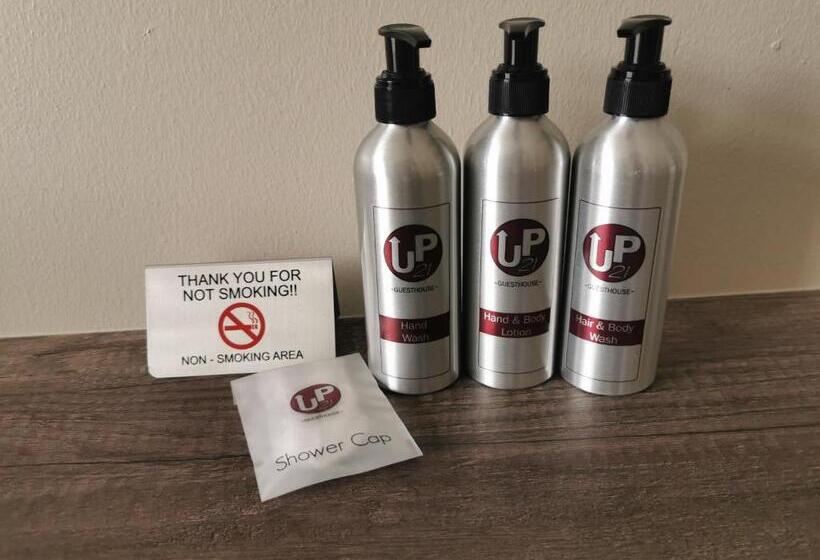 THANK YOU FOR
NOT SMOKING!!
NON - SMOKING AREA
UP
21
~GUESTHOUSE~
Shower Cap
UP
21
~GUESTHOUSE~
Hand
Wash
UP
21
~GUESTHOUSE~
Hand & Body
Lotion
UP
21
~GUESTHOUSE~
Hair & Body
Wash